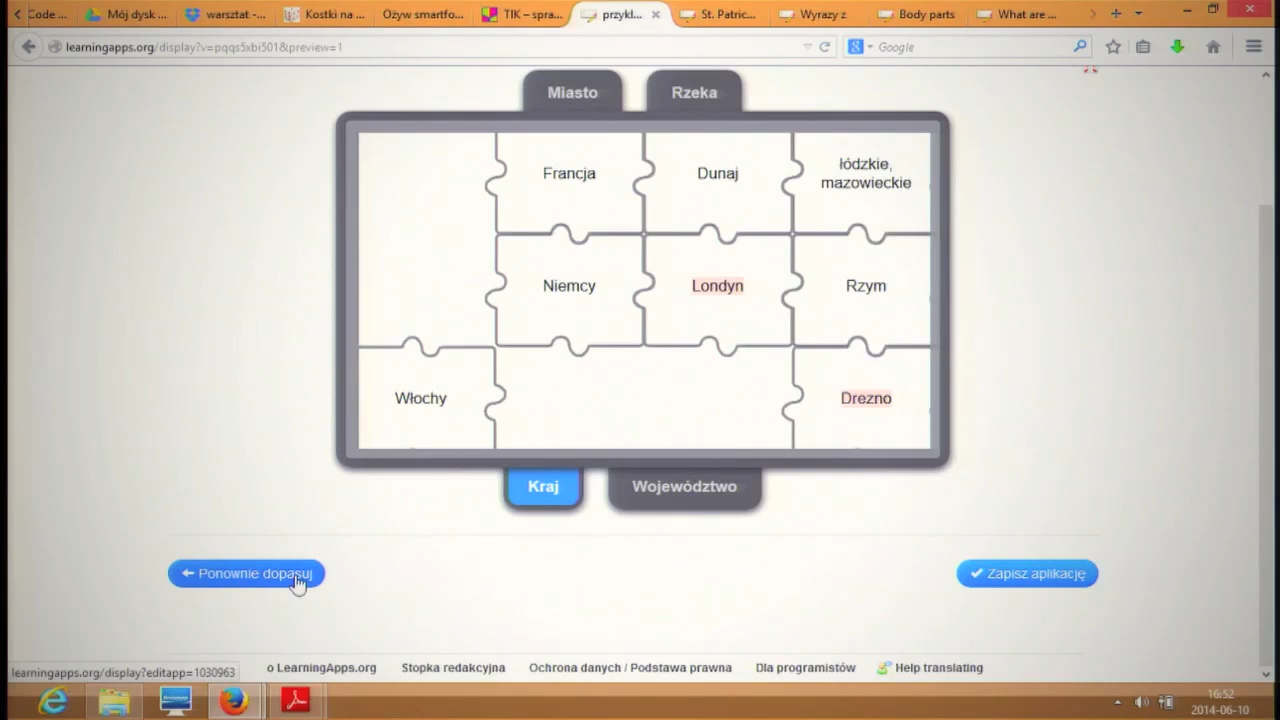 Code ...
Mój dysk ...
warsztat -...
Kostki na ...
Ożyw smartfo...
TIK – spra...
przykl...
St. Patric...
Wyrazy z
Body parts
What are ...
learningapps.org/display?v=pqqs5xbi501&preview=1
Google
Miasto
Rzeka
Francja
Dunaj
łódzkie,
mazowieckie
Niemcy
Londyn
Rzym
Włochy
Drezno
Kraj
Województwo
Ponownie dopasuj
Zapisz aplikację
learningapps.org/display?editapp=1030963
o LearningApps.org
Stopka redakcyjna
Ochrona danych / Podstawa prawna
Dla programistów
Help translating
16:52
2014-06-10